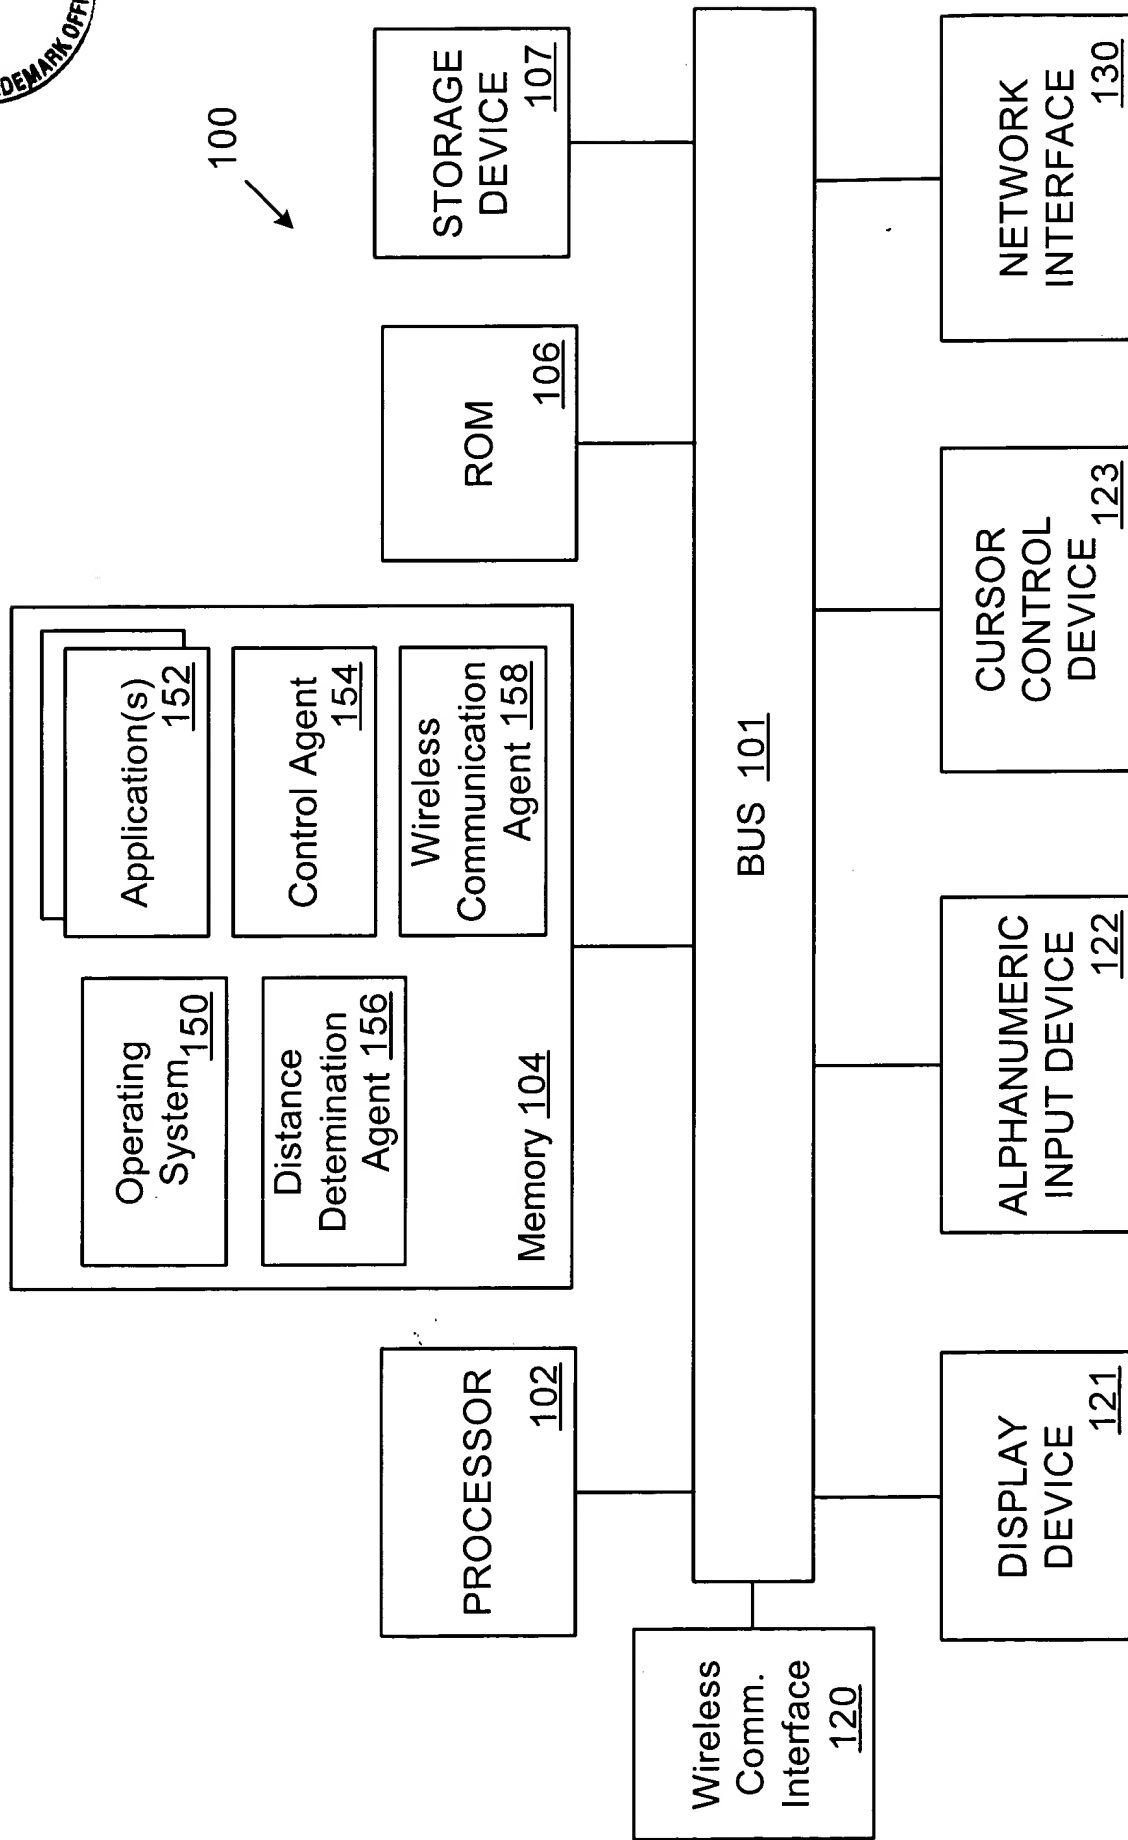 DEMARK OFFI
100
Operating
System 150
Application(s)
152
Distance
Detemination
Agent 156
Control Agent
154
Wireless
Communication
Agent 158
Memory 104
PROCESSOR
102
ROM
106
STORAGE
DEVICE
107
Wireless
Comm.
Interface
120
BUS 101
DISPLAY
DEVICE
121
ALPHANUMERIC
INPUT DEVICE
122
CURSOR
CONTROL
DEVICE
123
NETWORK
INTERFACE
130